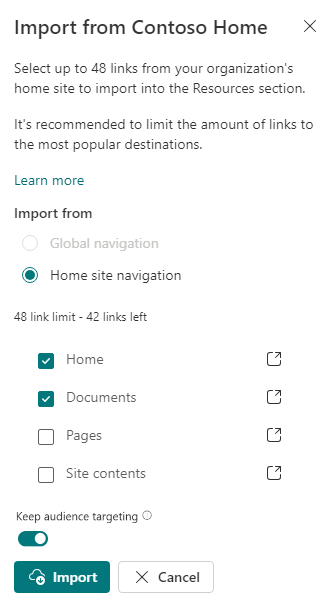 Import from Contoso Home
Select up to 48 links from your organization's
home site to import into the Resources section.
It's recommended to limit the amount of links to
the most popular destinations.
Learn more
Import from
Global navigation
Home site navigation
48 link limit - 42 links left
Home
Documents
Pages
Site contents
Keep audience targeting
Import
Cancel